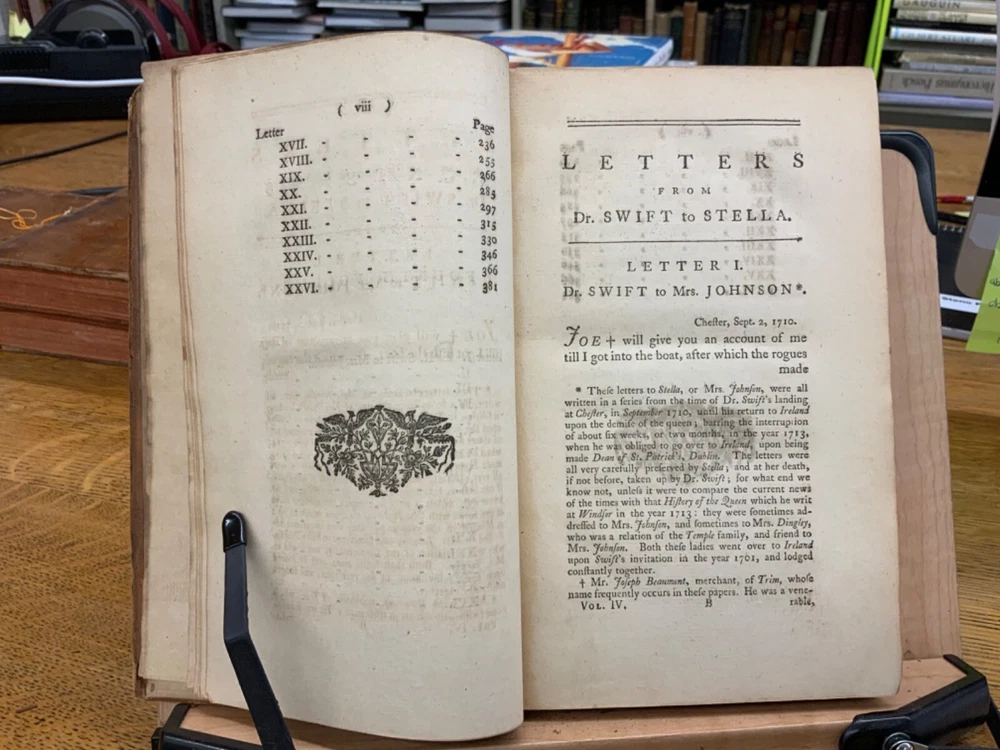 ( viii )
Letter Page
XVII. - - - - 236
XVIII. - - - - 255
XIX. - - - - 266
XX. - - - - 285
XXI. - - - - 297
XXII. - - - - 315
XXIII. - - - - 330
XXIV. - - - - 346
XXV. - - - - 366
XXVI. - - - - 381
LETTERS
FROM
Dr. SWIFT to STELLA.
LETTER I.
Dr. SWIFT to Mrs. JOHNSON*.
Cheſter, Sept. 2, 1710.
JOE † will give you an account of me
till I got into the boat, after which the rogues
made
* Theſe letters to Stella, or Mrs. Johnſon, were all
written in a ſeries from the time of Dr. Swift's landing
at Cheſter, in September 1710, until his return to Ireland
upon the demiſe of the queen; barring the interruption
of about ſix weeks, or two months, in the year 1713,
when he was obliged to go over to Ireland, upon being
made Dean of St. Patrick's, Dublin. The letters were
all very carefully preſerved by Stella; and at her death,
if not before, taken up by Dr. Swift; for what end we
know not, unleſs it were to compare the current news
of the times with that Hiſtory of the Queen which he writ
at Windſor in the year 1713: they were ſometimes ad-
dreſſed to Mrs. Johnſon, and ſometimes to Mrs. Dingley,
who was a relation of the Temple family, and friend to
Mrs. Johnſon. Both theſe ladies went over to Ireland
upon Swift's invitation in the year 1701, and lodged
conſtantly together.
† Mr. Joſeph Beaumont, merchant, of Trim, whoſe
name frequently occurs in theſe papers. He was a vene-
VOL. IV. B rable,
Hieronymus Bosch